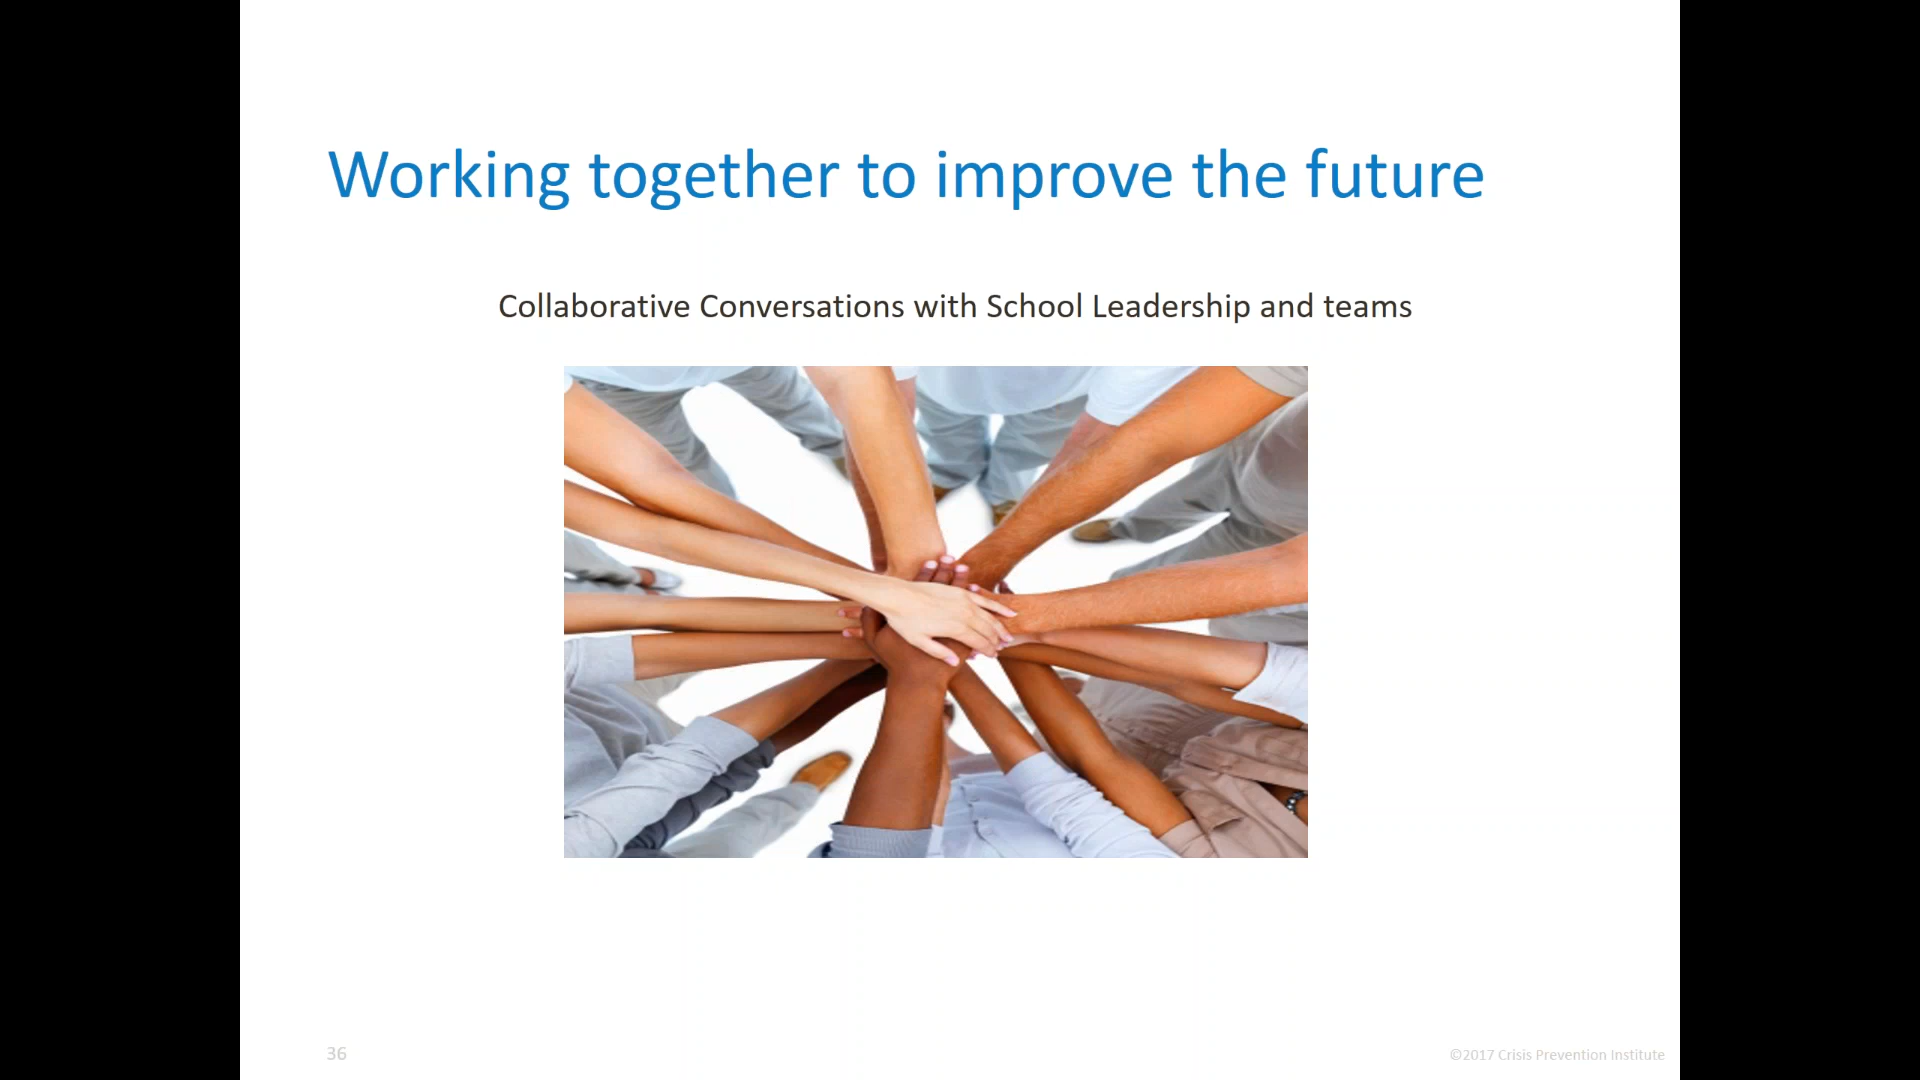 Working together to improve the future
Collaborative Conversations with School Leadership and teams
36
©2017 Crisis Prevention Institute